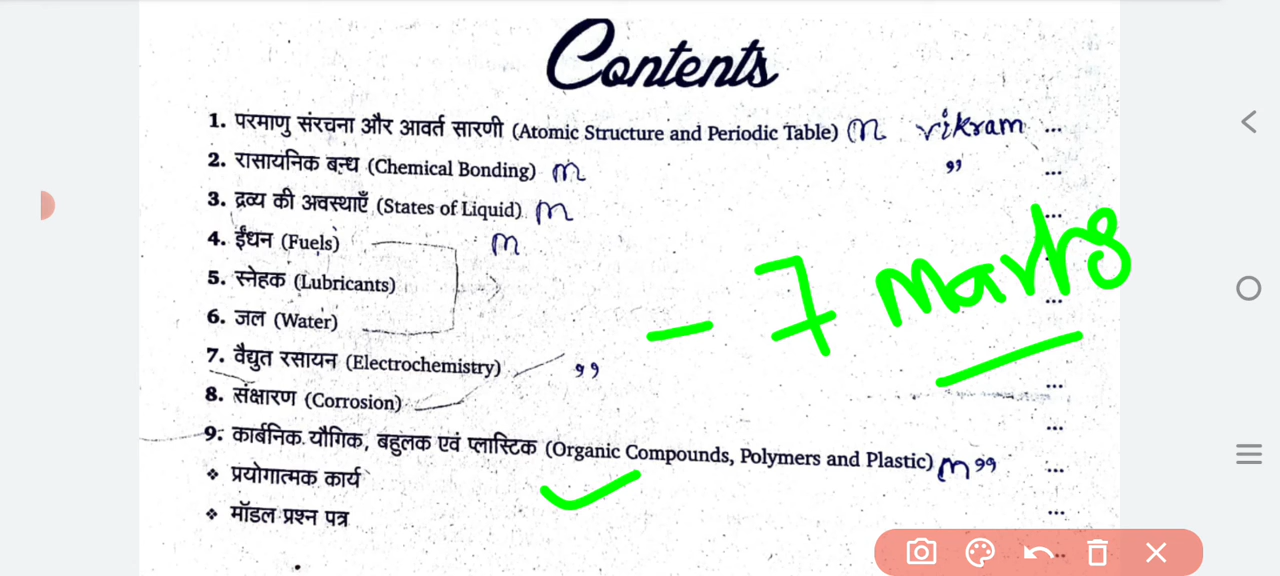 Contents
1. परमाणु संरचना और आवर्त सारणी (Atomic Structure and Periodic Table) m vikram ...
2. रासायनिक बन्ध (Chemical Bonding) m " ...
3. द्रव्य की अवस्थाएँ (States of Liquid) m ...
4. ईंधन (Fuels) m
5. स्नेहक (Lubricants) ...
6. जल (Water) - 7 Marks
7. वैद्युत रसायन (Electrochemistry) " ...
8. संक्षारण (Corrosion) ...
9. कार्बनिक यौगिक, बहुलक एवं प्लास्टिक (Organic Compounds, Polymers and Plastic) m " ...
❖ प्रयोगात्मक कार्य ...
❖ मॉडल प्रश्न पत्र